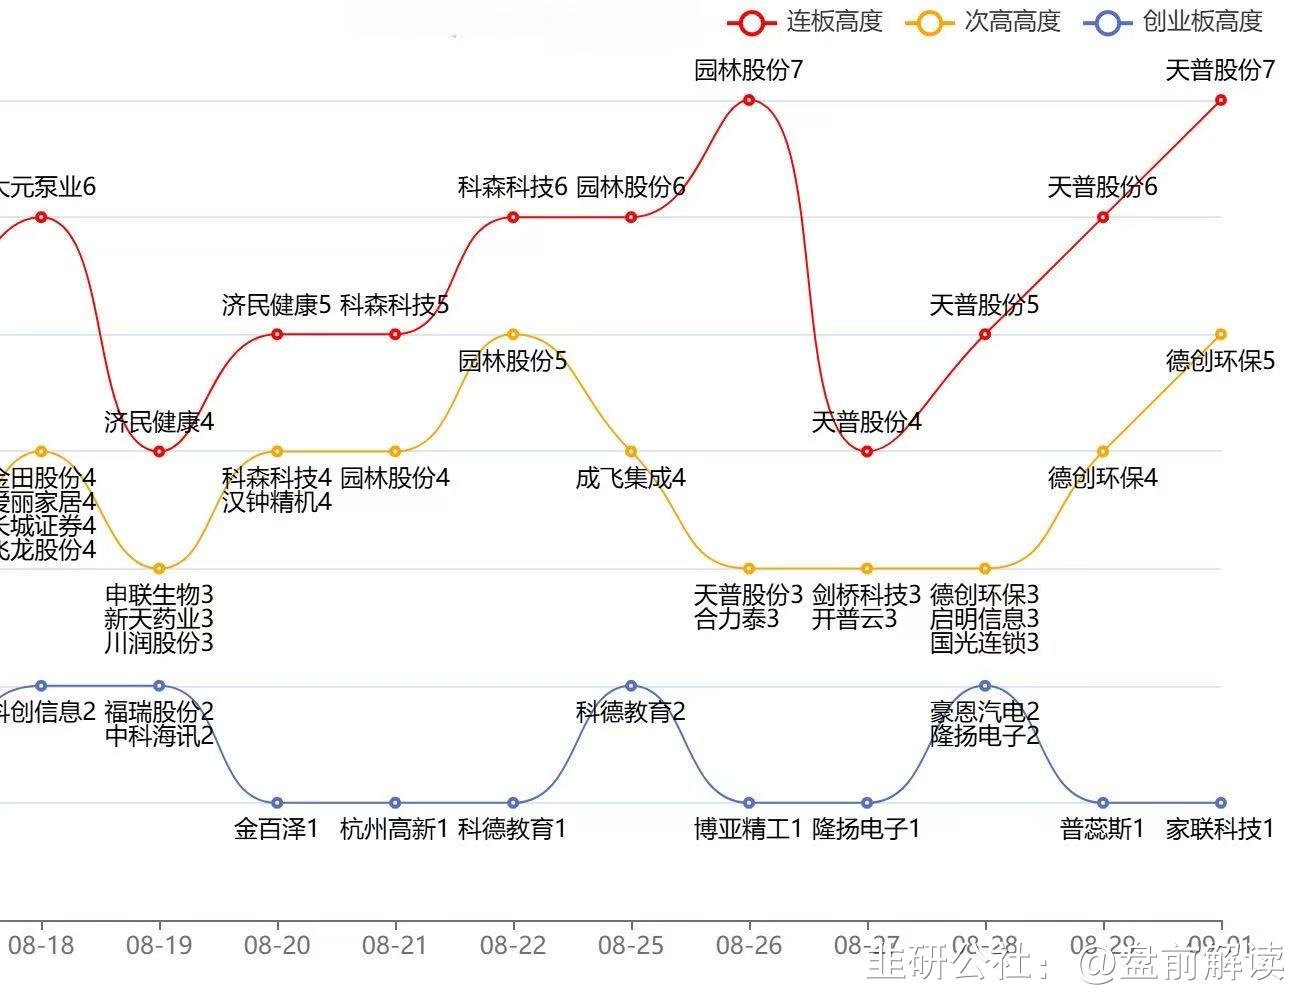 连板高度 次高高度 创业板高度
园林股份7 天普股份7
元泵业6 科森科技6 园林股份6 天普股份6
济民健康5 科森科技5 天普股份5
园林股份5 德创环保5
济民健康4 天普股份4
金田股份4 科森科技4 园林股份4 成飞集成4 德创环保4
爱丽家居4 汉钟精机4
长城证券4
飞龙股份4
申联生物3 天普股份3 剑桥科技3 德创环保3
新天药业3 合力泰3 开普云3 启明信息3
川润股份3 国光连锁3
科创信息2 福瑞股份2 科德教育2 豪恩汽电2
中科海讯2 隆扬电子2
金百泽1 杭州高新1 科德教育1 博亚精工1 隆扬电子1 普蕊斯1 家联科技1
08-18 08-19 08-20 08-21 08-22 08-25 08-26 08-27 08-28 08-29 09-01
韭研公社：@盘前解读